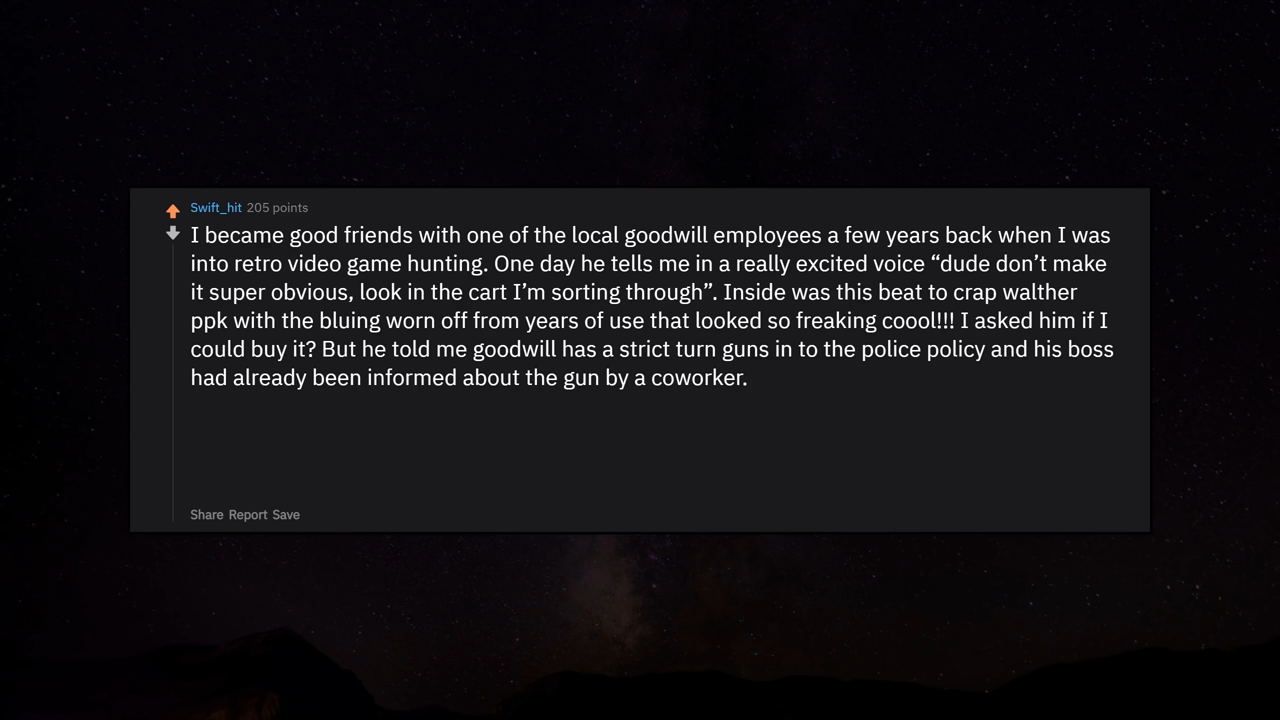 Swift_hit 205 points
I became good friends with one of the local goodwill employees a few years back when I was
into retro video game hunting. One day he tells me in a really excited voice “dude don’t make
it super obvious, look in the cart I’m sorting through”. Inside was this beat to crap walther
ppk with the bluing worn off from years of use that looked so freaking coool!!! I asked him if I
could buy it? But he told me goodwill has a strict turn guns in to the police policy and his boss
had already been informed about the gun by a coworker.
Share Report Save